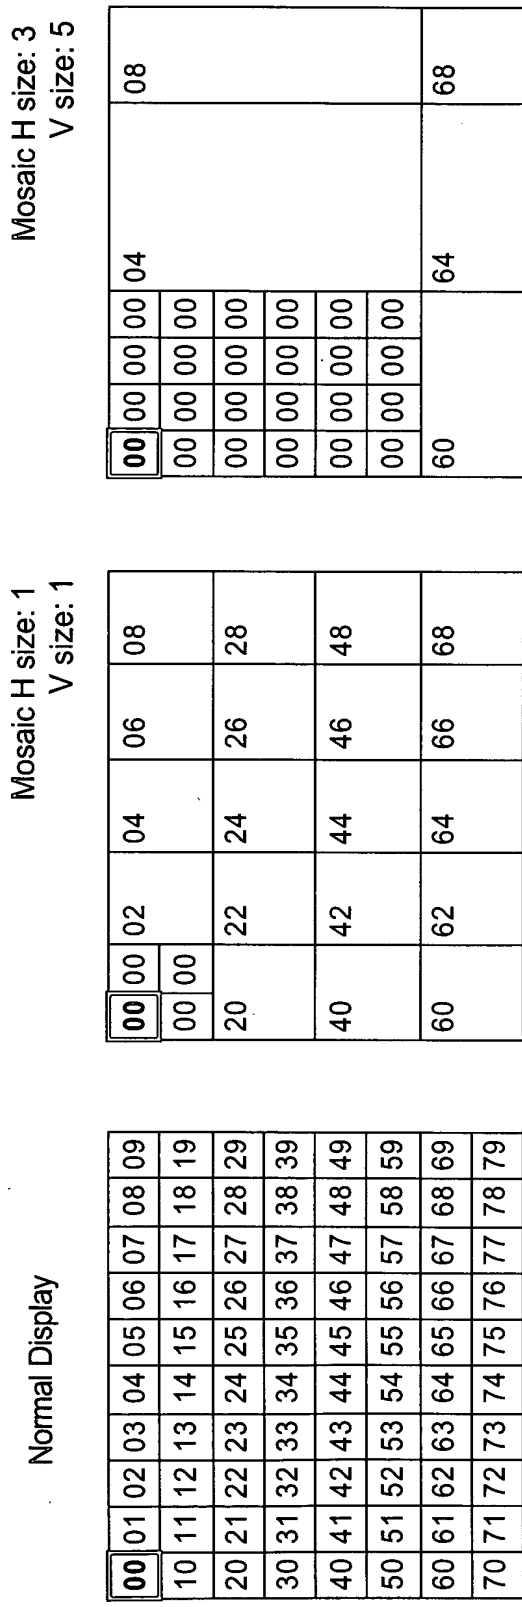 Normal Display
00 01 02 03 04 05 06 07 08 09
10 11 12 13 14 15 16 17 18 19
20 21 22 23 24 25 26 27 28 29
30 31 32 33 34 35 36 37 38 39
40 41 42 43 44 45 46 47 48 49
50 51 52 53 54 55 56 57 58 59
60 61 62 63 64 65 66 67 68 69
70 71 72 73 74 75 76 77 78 79
Mosaic H size: 1
V size: 1
00 00 02 04 06 08
00 00
20 22 24 26 28
40 42 44 46 48
60 62 64 66 68
Mosaic H size: 3
V size: 5
00 00 00 00 04 08
00 00 00 00
00 00 00 00
00 00 00 00
00 00 00 00
00 00 00 00
60 64 68